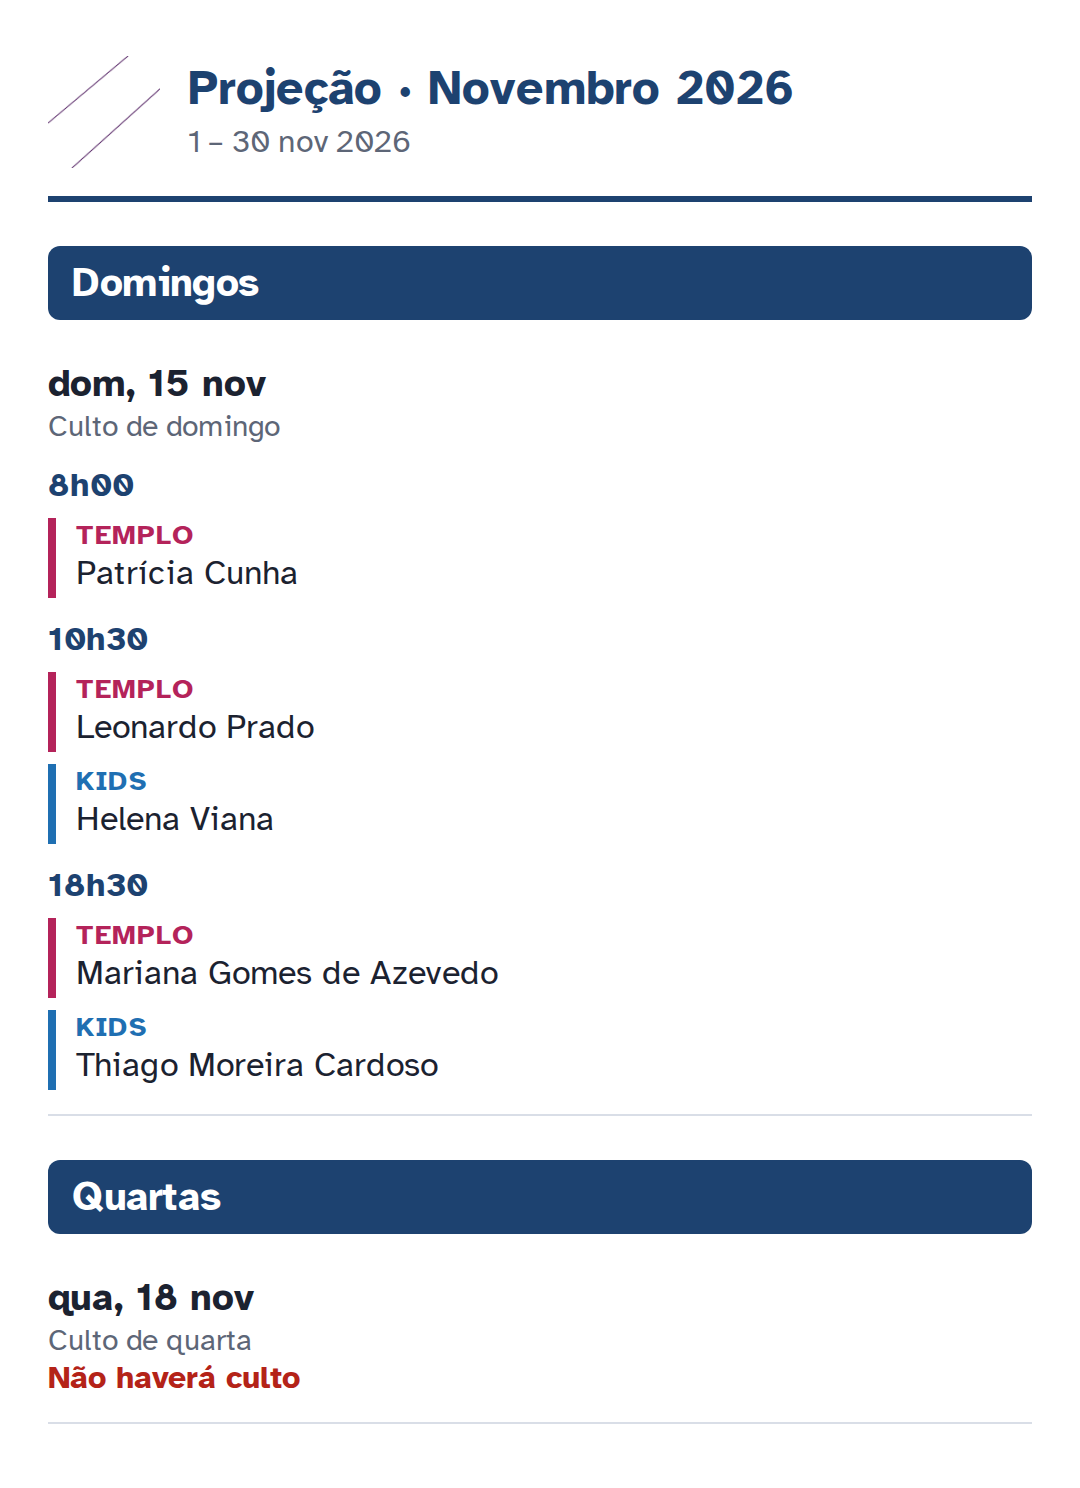 Projeção · Novembro 2026
1 – 30 nov 2026
Domingos
dom, 15 nov
Culto de domingo
8h00
TEMPLO
Patrícia Cunha
10h30
TEMPLO
Leonardo Prado
KIDS
Helena Viana
18h30
TEMPLO
Mariana Gomes de Azevedo
KIDS
Thiago Moreira Cardoso
Quartas
qua, 18 nov
Culto de quarta
Não haverá culto